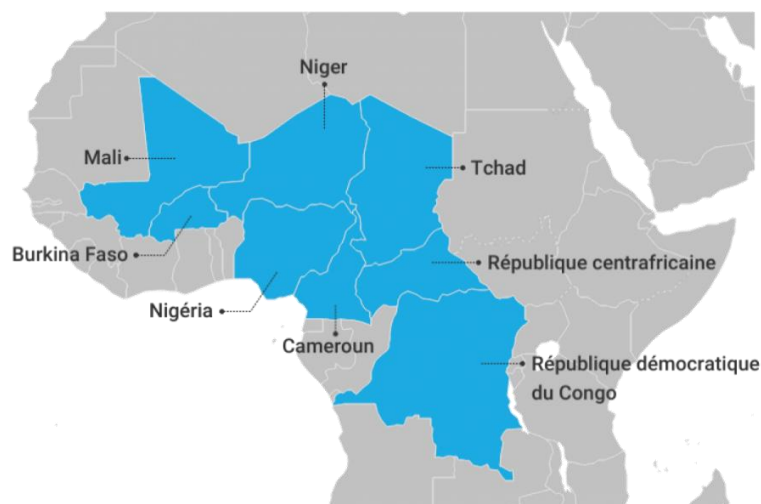 Niger
Mali
Tchad
Burkina Faso
République centrafricaine
Nigéria
Cameroun
République démocratique
du Congo